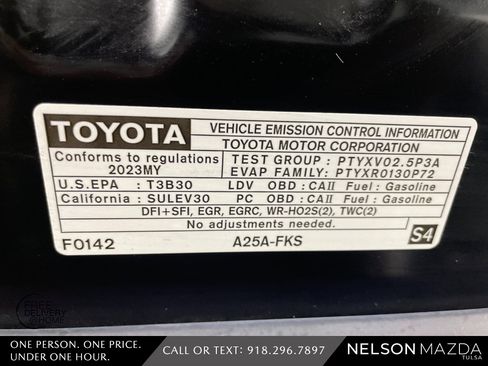 TOYOTA
VEHICLE EMISSION CONTROL INFORMATION
TOYOTA MOTOR CORPORATION
Conforms to regulations
2023MY
TEST GROUP : PTYXV02.5P3A
EVAP FAMILY: PTYXR0130P72
U.S.EPA : T3B30 LDV OBD : CAII Fuel : Gasoline
California : SULEV30 PC OBD : CAII Fuel : Gasoline
DFI+SFI, EGR, EGRC, WR-HO2S(2), TWC(2)
No adjustments needed.
F0142 A25A-FKS S4
FREE
DELIVERY
@HOME
ONE PERSON. ONE PRICE.
UNDER ONE HOUR.
CALL OR TEXT: 918.296.7897
NELSON MAZDA
TULSA